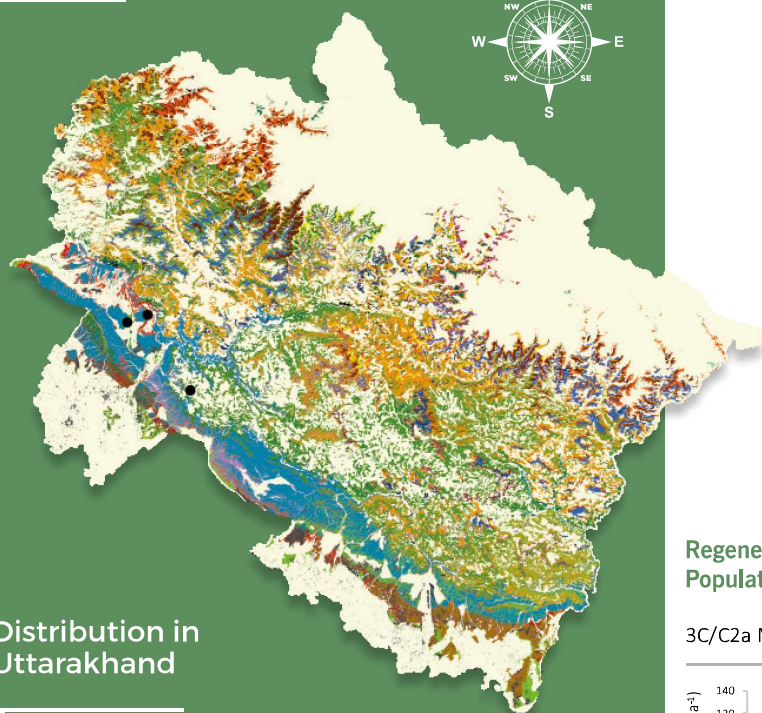 NW
NE
W
E
SW
SE
S
Distribution in
Uttarakhand
Regene
Populat
3C/C2a
140